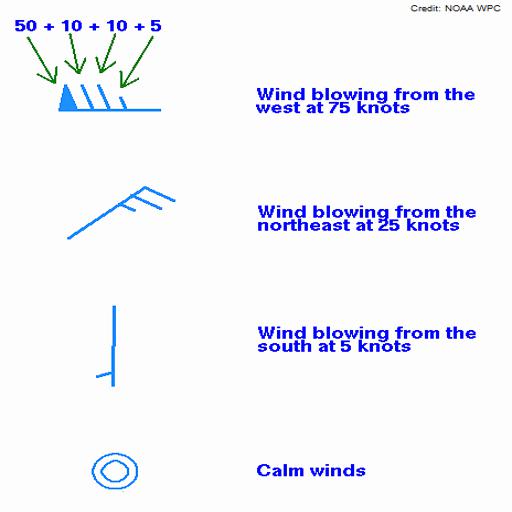 Credit: NOAA WPC
50 + 10 + 10 + 5
Wind blowing from the
west at 75 knots
Wind blowing from the
northeast at 25 knots
Wind blowing from the
south at 5 knots
Calm winds